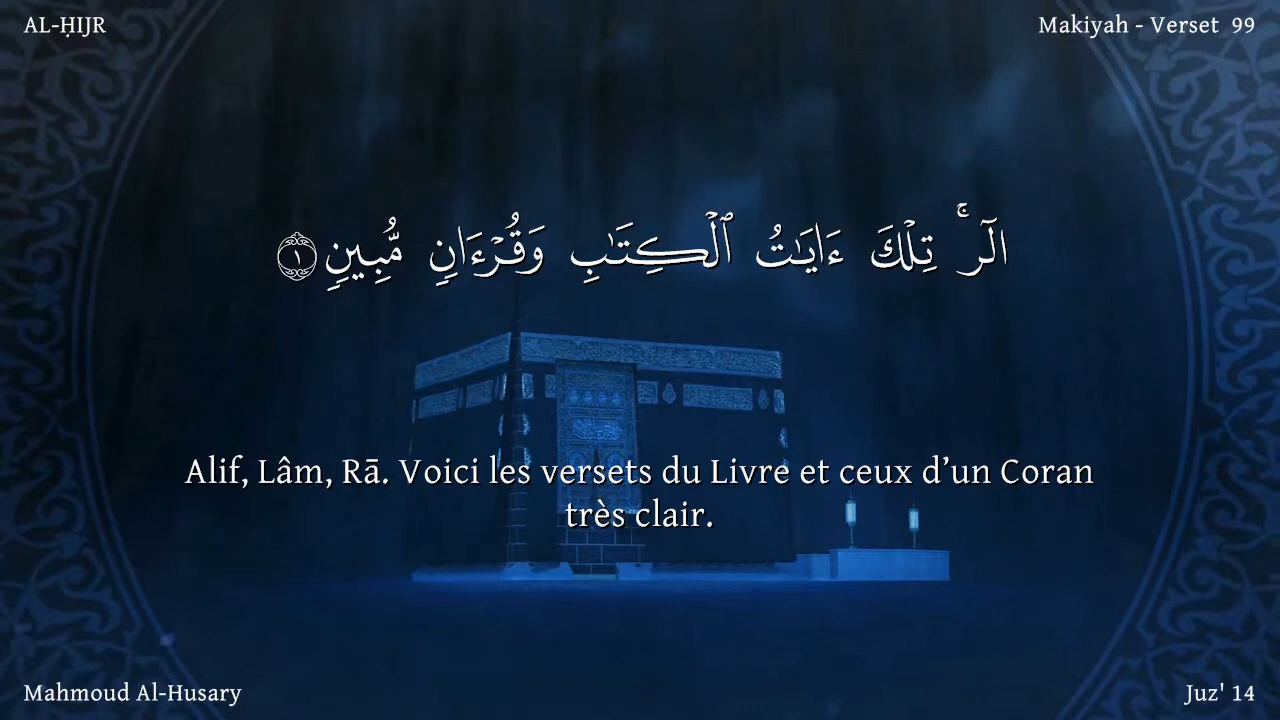 AL-ḤIJR
Makiyah - Verset 99
الٓرۚ تِلْكَ ءَايَـٰتُ ٱلْكِتَـٰبِ وَقُرْءَانٍ مُّبِينٍ ١
Alif, Lâm, Rā. Voici les versets du Livre et ceux d’un Coran
très clair.
Mahmoud Al-Husary
Juz' 14